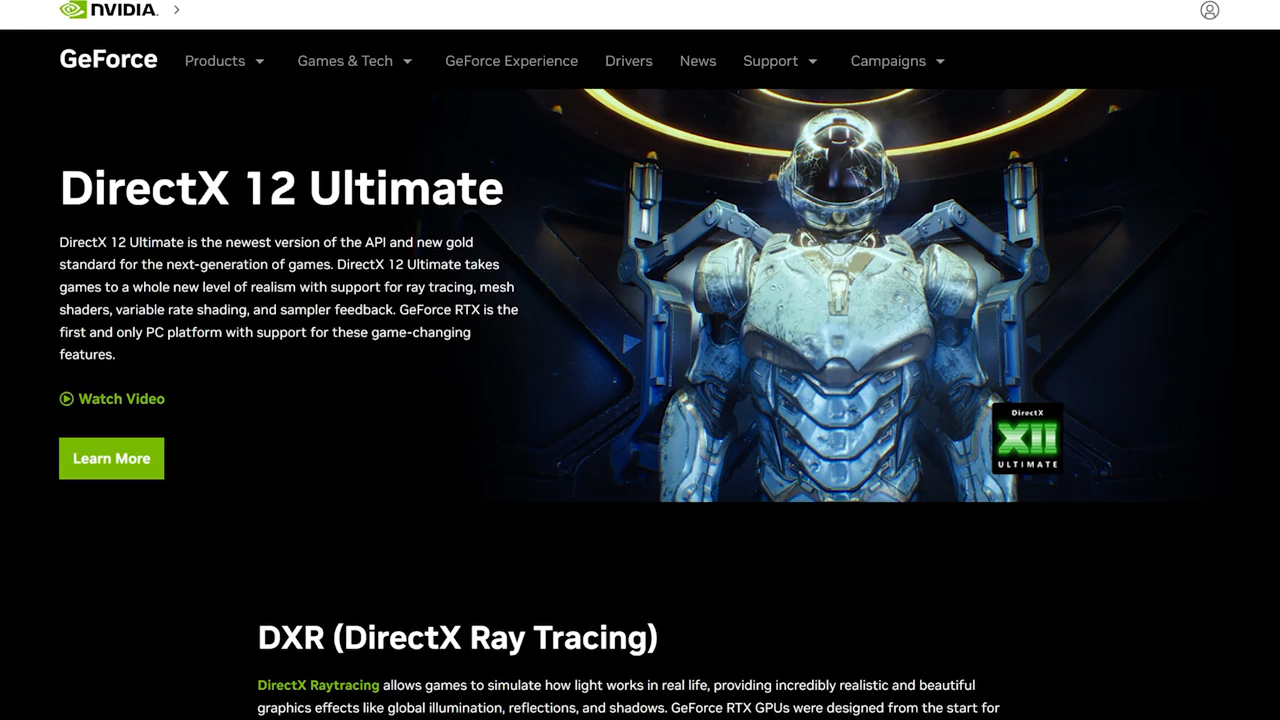 NVIDIA.
GeForce Products Games & Tech GeForce Experience Drivers News Support Campaigns
DirectX 12 Ultimate
DirectX 12 Ultimate is the newest version of the API and new gold
standard for the next-generation of games. DirectX 12 Ultimate takes
games to a whole new level of realism with support for ray tracing, mesh
shaders, variable rate shading, and sampler feedback. GeForce RTX is the
first and only PC platform with support for these game-changing
features.
Watch Video
Learn More
DirectX
XII
ULTIMATE
DXR (DirectX Ray Tracing)
DirectX Raytracing allows games to simulate how light works in real life, providing incredibly realistic and beautiful
graphics effects like global illumination, reflections, and shadows. GeForce RTX GPUs were designed from the start for